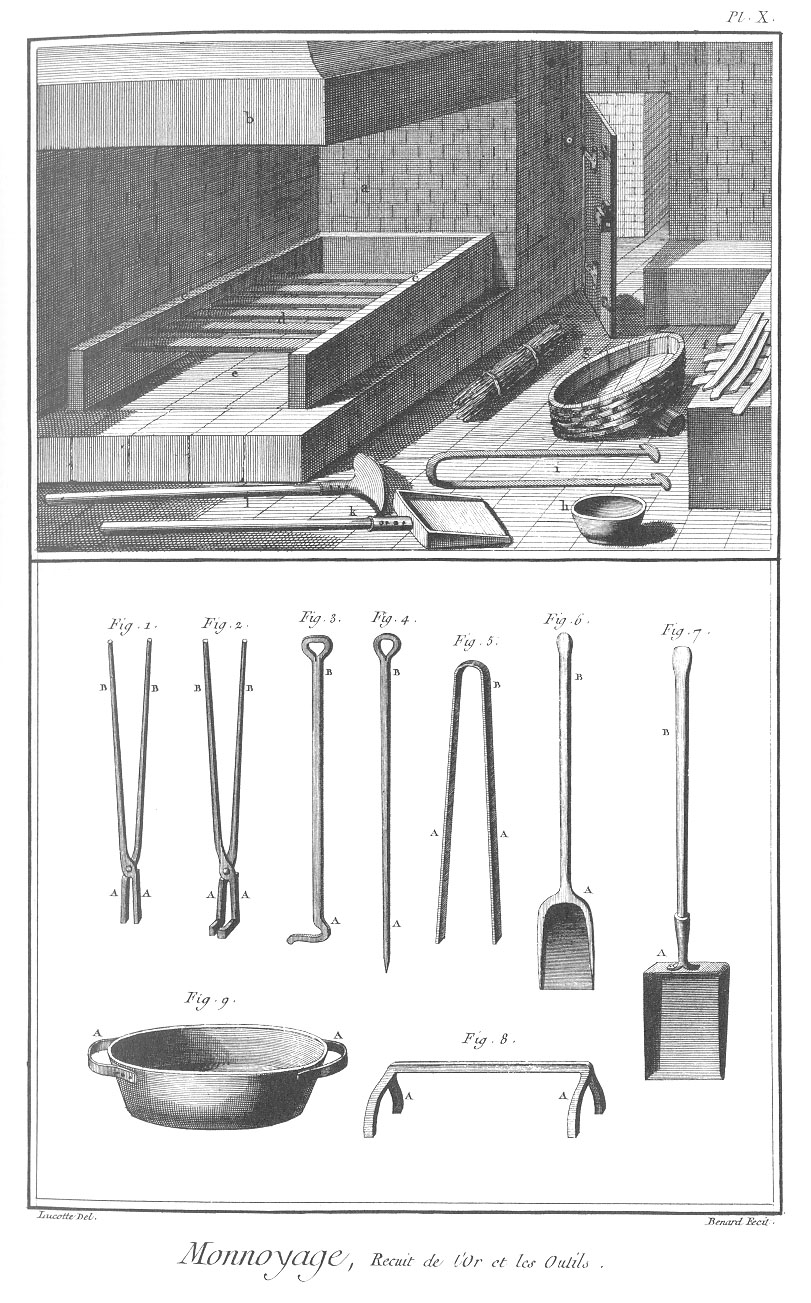 Pl. X.
b
a
c
c
d
e
f
g
i
h
l
k
Fig. 1.
Fig. 2.
Fig. 3.
Fig. 4.
Fig. 5.
Fig. 6.
Fig. 7.
B B B B B B B B B
A A A A A A A A A A
Fig. 9.
Fig. 8.
A A A A
Lucotte Del.
Benard Fecit.
Monnoyage, Recuit de l'Or et les Outils.